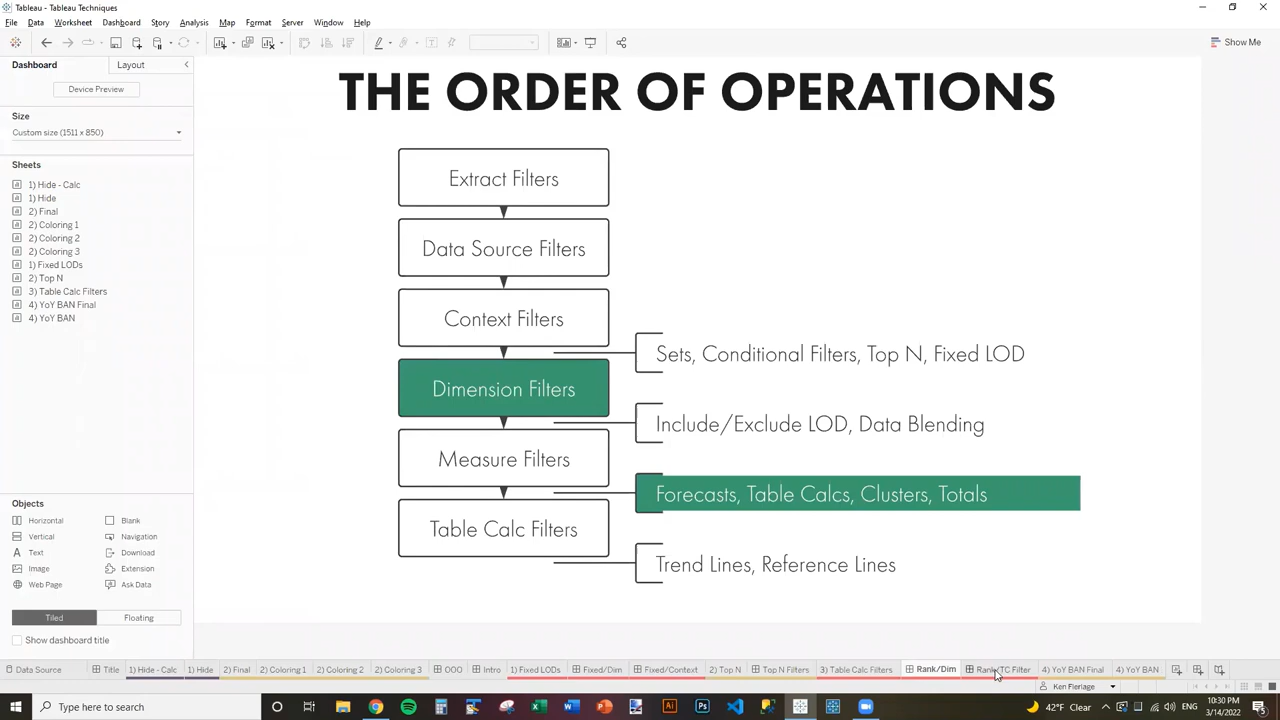 Tableau - Tableau Techniques
File Data Worksheet Dashboard Story Analysis Map Format Server Window Help
Show Me
Dashboard Layout
Device Preview
Size
Custom size (1511 x 850)
Sheets
1) Hide - Calc
1) Hide
2) Final
2) Coloring 1
2) Coloring 2
2) Coloring 3
1) Fixed LODs
2) Top N
3) Table Calc Filters
4) YoY BAN Final
4) YoY BAN
Objects
Horizontal Blank
Vertical Navigation
Text Download
Image Extension
Web Page Ask Data
Tiled Floating
Show dashboard title
THE ORDER OF OPERATIONS
Extract Filters
Data Source Filters
Context Filters
Sets, Conditional Filters, Top N, Fixed LOD
Dimension Filters
Include/Exclude LOD, Data Blending
Measure Filters
Forecasts, Table Calcs, Clusters, Totals
Table Calc Filters
Trend Lines, Reference Lines
Data Source Title 1) Hide - Calc 1) Hide 2) Final 2) Coloring 1 2) Coloring 2 2) Coloring 3 OOO Intro 1) Fixed LODs Fixed/Dim Fixed/Context 2) Top N Top N Filters 3) Table Calc Filters Rank/Dim Rank/TC Filter 4) YoY BAN Final 4) YoY BAN
Ken Flerlage
Type here to search
42°F Clear
10:30 PM
3/14/2022